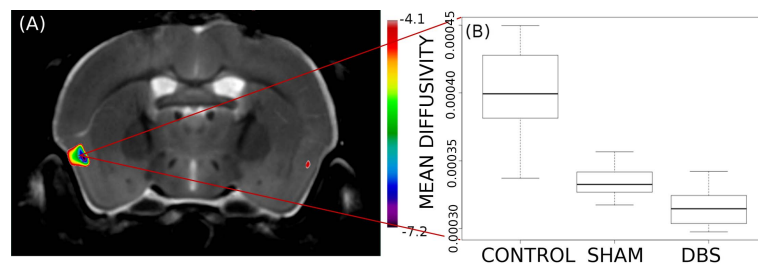 (A)
-4.1
-7.2
MEAN DIFFUSIVITY
(B)
0.00045
0.00040
0.00035
0.00030
CONTROL SHAM DBS